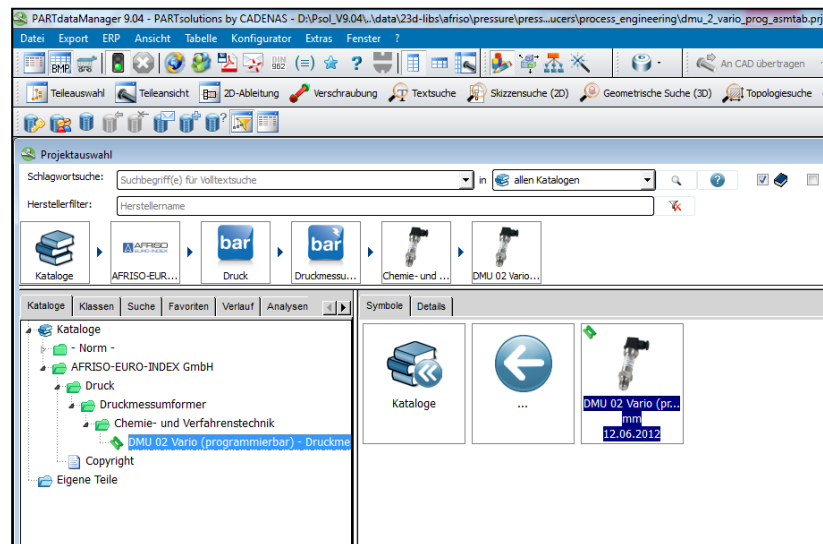 PARTdataManager 9.04 - PARTsolutions by CADENAS - D:\Psol_V9.04\..\data\23d-libs\afriso\pressure\press...ucers\process_engineering\dmu_2_vario_prog_asmtab.prj
Datei Export ERP Ansicht Tabelle Konfigurator Extras Fenster ?
BMP DIN 962 (=) ? An CAD übertragen
Teileauswahl Teileansicht 2D-Ableitung Verschraubung Textsuche Skizzensuche (2D) Geometrische Suche (3D) Topologiesuche
Projektauswahl
Schlagwortsuche: Suchbegriff(e) für Volltextsuche in allen Katalogen ?
Herstellerfilter: Herstellername
AFRISO EURO-INDEX bar bar
Kataloge AFRISO-EUR... Druck Druckmessu... Chemie- und ... DMU 02 Vario...
Kataloge Klassen Suche Favoriten Verlauf Analysen Symbole Details
Kataloge
- Norm -
AFRISO-EURO-INDEX GmbH
Druck
Druckmessumformer
Chemie- und Verfahrenstechnik
DMU 02 Vario (programmierbar) - Druckme
Copyright
Eigene Teile
Kataloge
...
DMU 02 Vario (pr...
mm
12.06.2012